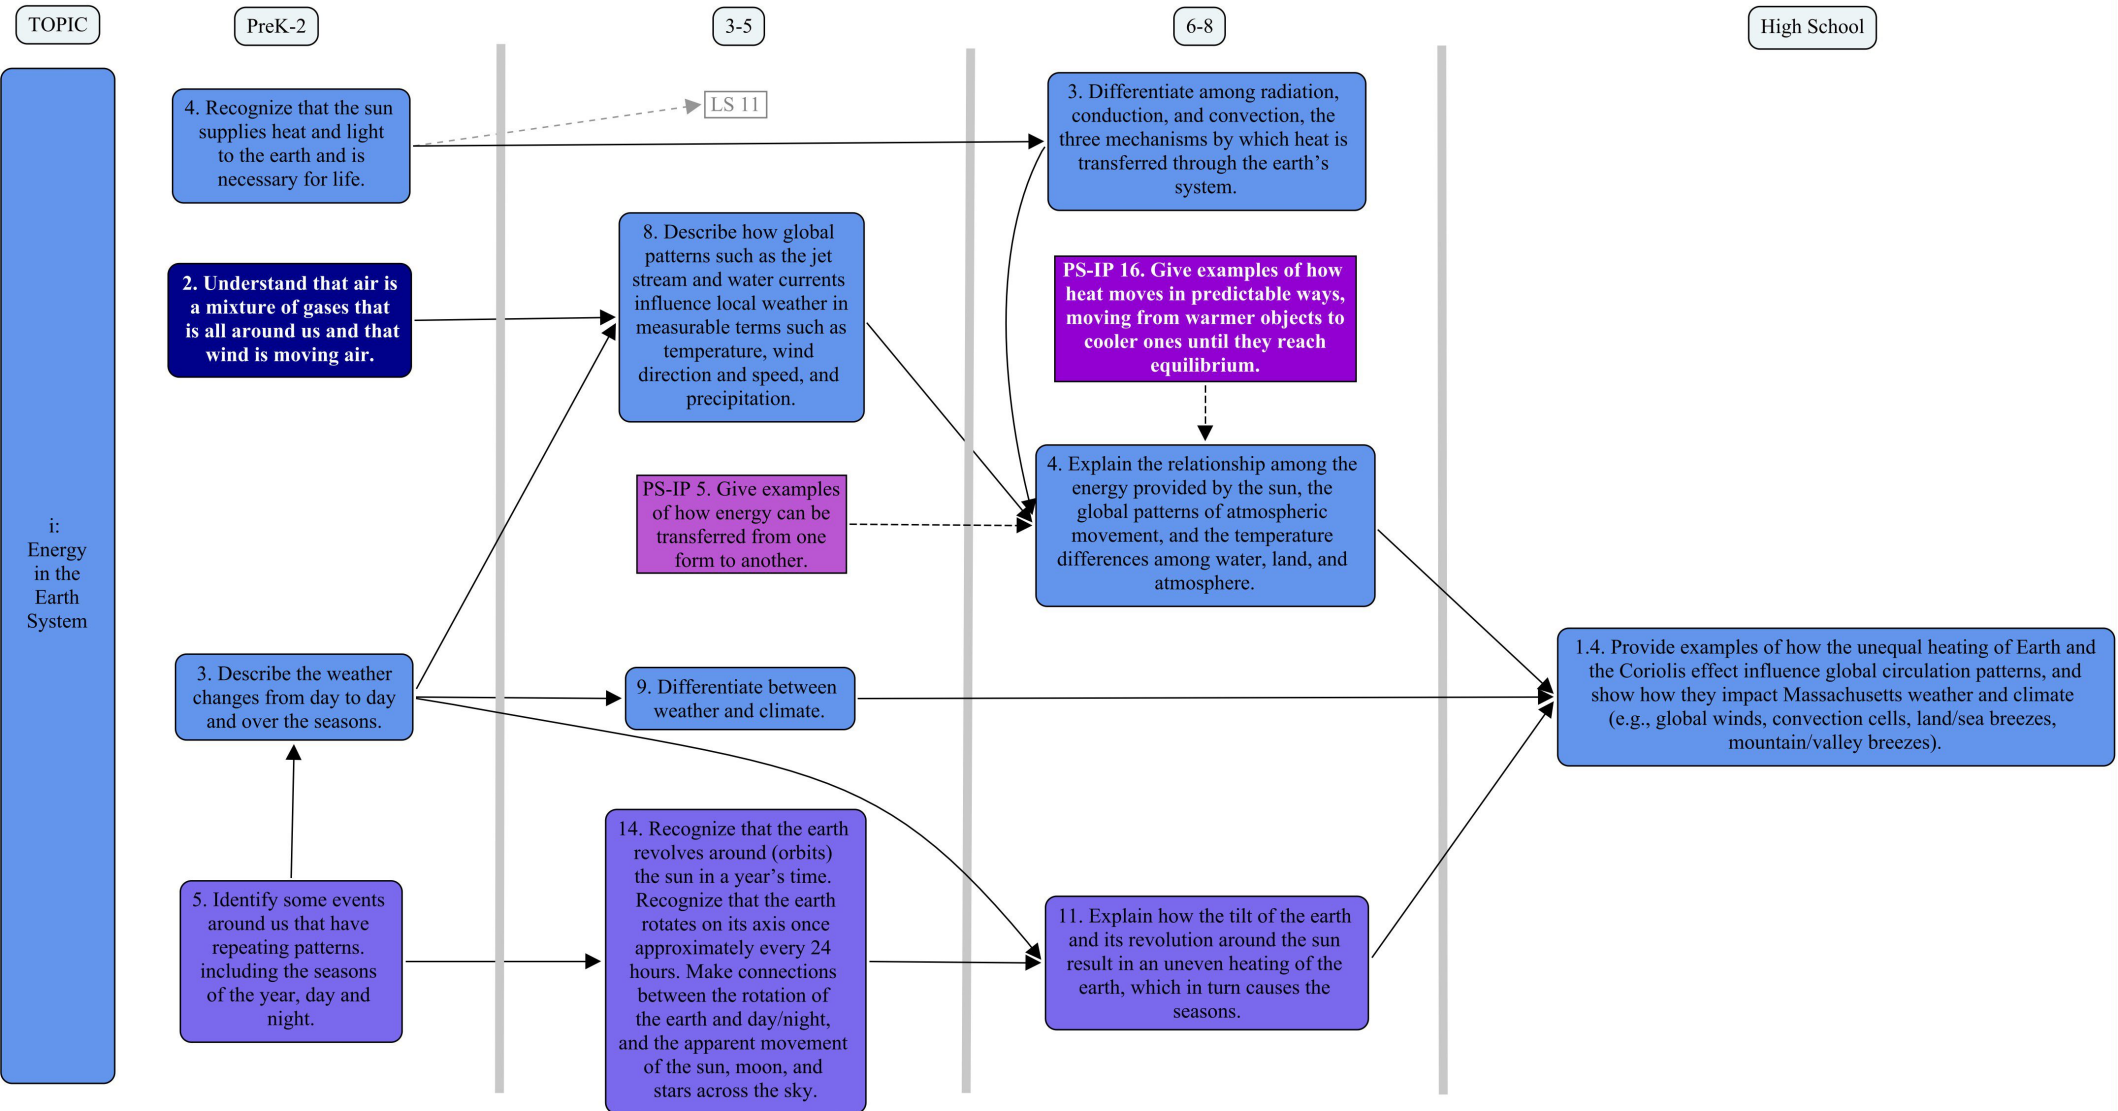 TOPIC
PreK-2
3-5
6-8
High School
i:
Energy
in the
Earth
System
4. Recognize that the sun
supplies heat and light
to the earth and is
necessary for life.
2. Understand that air is
a mixture of gases that
is all around us and that
wind is moving air.
3. Describe the weather
changes from day to day
and over the seasons.
5. Identify some events
around us that have
repeating patterns.
including the seasons
of the year, day and
night.
LS 11
8. Describe how global
patterns such as the jet
stream and water currents
influence local weather in
measurable terms such as
temperature, wind
direction and speed, and
precipitation.
PS-IP 5. Give examples
of how energy can be
transferred from one
form to another.
9. Differentiate between
weather and climate.
14. Recognize that the earth
revolves around (orbits)
the sun in a year’s time.
Recognize that the earth
rotates on its axis once
approximately every 24
hours. Make connections
between the rotation of
the earth and day/night,
and the apparent movement
of the sun, moon, and
stars across the sky.
3. Differentiate among radiation,
conduction, and convection, the
three mechanisms by which heat is
transferred through the earth’s
system.
PS-IP 16. Give examples of how
heat moves in predictable ways,
moving from warmer objects to
cooler ones until they reach
equilibrium.
4. Explain the relationship among the
energy provided by the sun, the
global patterns of atmospheric
movement, and the temperature
differences among water, land, and
atmosphere.
11. Explain how the tilt of the earth
and its revolution around the sun
result in an uneven heating of the
earth, which in turn causes the
seasons.
1.4. Provide examples of how the unequal heating of Earth and
the Coriolis effect influence global circulation patterns, and
show how they impact Massachusetts weather and climate
(e.g., global winds, convection cells, land/sea breezes,
mountain/valley breezes).